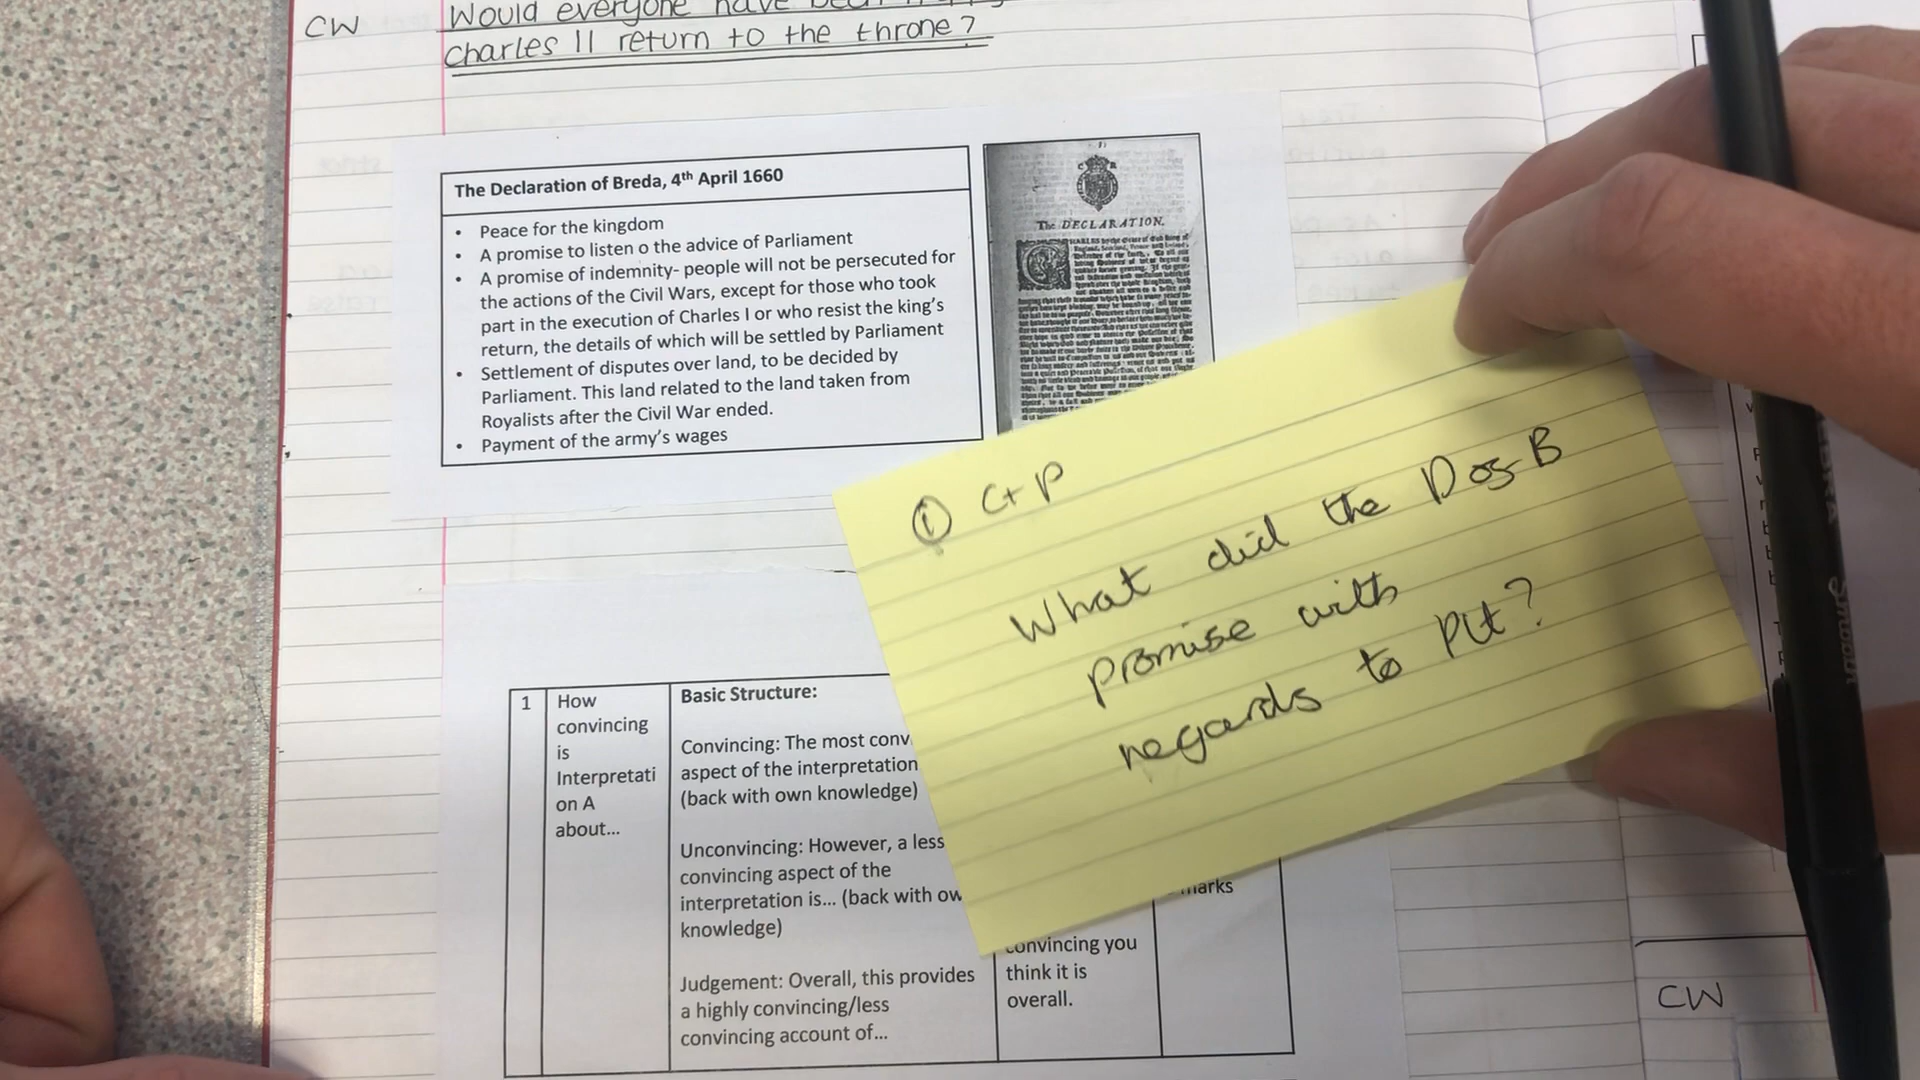 CW
Would everyone have been
Charles II return to the throne?
The Declaration of Breda, 4th April 1660
• Peace for the kingdom
• A promise to listen o the advice of Parliament
• A promise of indemnity- people will not be persecuted for
the actions of the Civil Wars, except for those who took
part in the execution of Charles I or who resist the king's
return, the details of which will be settled by Parliament
• Settlement of disputes over land, to be decided by
Parliament. This land related to the land taken from
Royalists after the Civil War ended.
• Payment of the army's wages
The DECLARATION.
① C+P
What did the DofB
promise with
regards to Plt?
1
How
convincing
is
Interpretati
on A
about...
Basic Structure:
Convincing: The most
aspect of the interpretation
(back with own knowledge)
Unconvincing: However, a less
convincing aspect of the
interpretation is... (back with
knowledge)
Judgement: Overall, this provides
a highly convincing/less
convincing account of...
convincing you
think it is
overall.
marks
CW